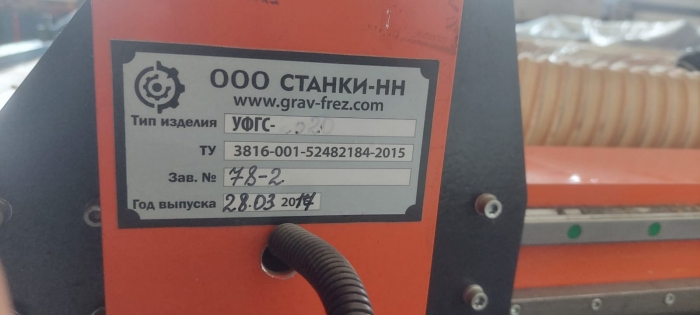 ООО СТАНКИ-НН
www.grav-frez.com
Тип изделия УФГС-
ТУ 3816-001-52482184-2015
Зав. № 78-2
Год выпуска 28.03 2017